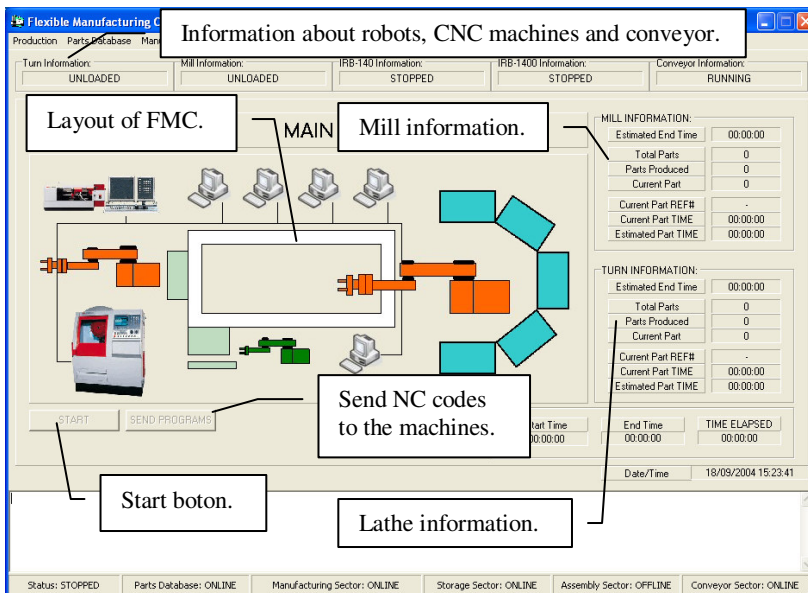 Flexible Manufacturing C
Information about robots, CNC machines and conveyor.
Production Parts Database Manu
Turn Information:
UNLOADED
Mill Information:
UNLOADED
IRB-140 Information:
STOPPED
IRB-1400 Information:
STOPPED
Conveyor Information:
RUNNING
Layout of FMC.
MAIN
Mill information.
MILL INFORMATION:
Estimated End Time 00:00:00
Total Parts 0
Parts Produced 0
Current Part 0
Current Part REF# -
Current Part TIME 00:00:00
Estimated Part TIME 00:00:00
TURN INFORMATION:
Estimated End Time 00:00:00
Total Parts 0
Parts Produced 0
Current Part 0
Current Part REF# -
Current Part TIME 00:00:00
Estimated Part TIME 00:00:00
START SEND PROGRAMS
Send NC codes
to the machines.
tart Time End Time TIME ELAPSED
00:00:00 00:00:00 00:00:00
Date/Time 18/09/2004 15:23:41
Start boton.
Lathe information.
Status: STOPPED Parts Database: ONLINE Manufacturing Sector: ONLINE Storage Sector: ONLINE Assembly Sector: OFFLINE Conveyor Sector: ONLINE